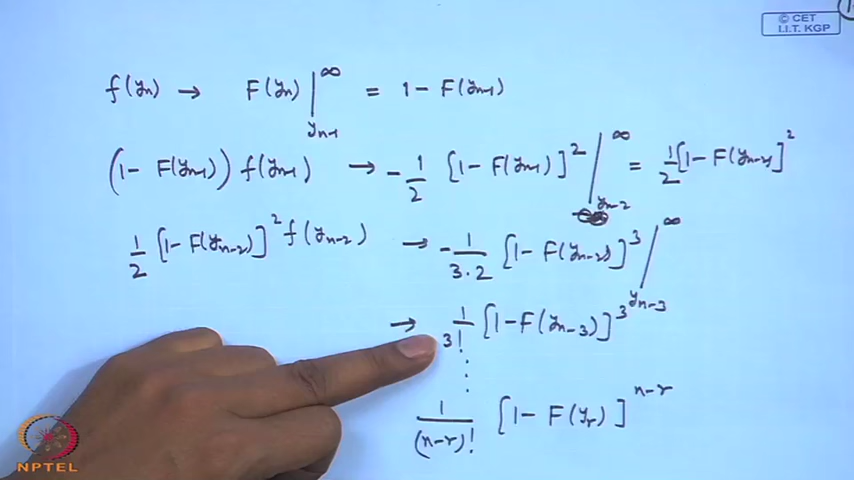 © CET
I.I.T. KGP
f(yn) → F(yn) |_{yn-1}^{∞} = 1 - F(yn-1)
(1 - F(yn-1)) f(yn-1) → - 1/2 [1 - F(yn-1)]^2 |_{yn-2}^{∞} = 1/2 [1 - F(yn-2)]^2
1/2 [1 - F(yn-2)]^2 f(yn-2) → - 1/3.2 [1 - F(yn-2)]^3 |_{yn-3}^{∞}
→ 1/3! [1 - F(yn-3)]^3
⋮
1/(n-r)! [1 - F(yr)]^{n-r}
NPTEL